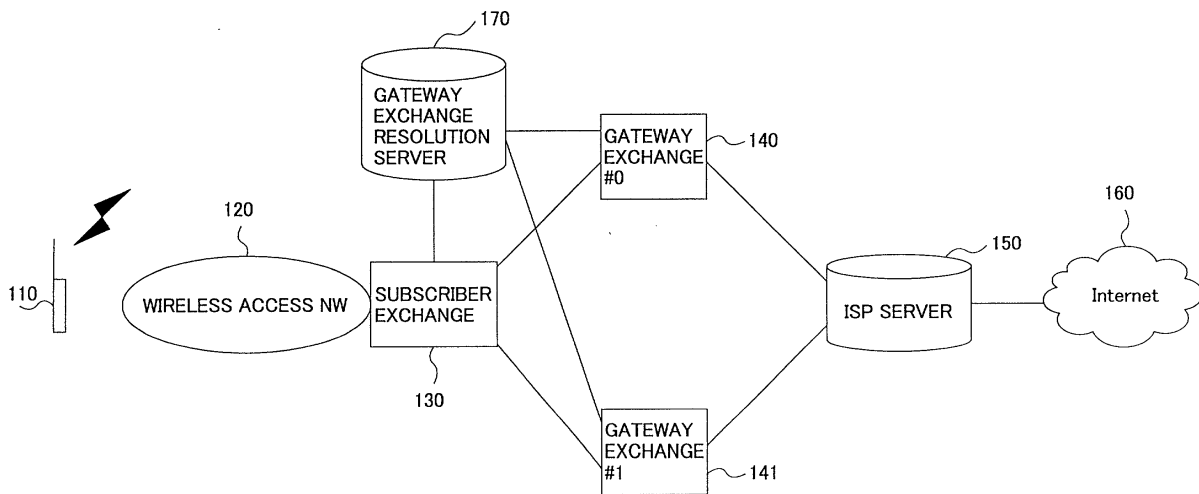 170
GATEWAY
EXCHANGE
RESOLUTION
SERVER
GATEWAY
EXCHANGE
#0
140
120
160
150
110
WIRELESS ACCESS NW
SUBSCRIBER
EXCHANGE
ISP SERVER
Internet
130
GATEWAY
EXCHANGE
#1
141